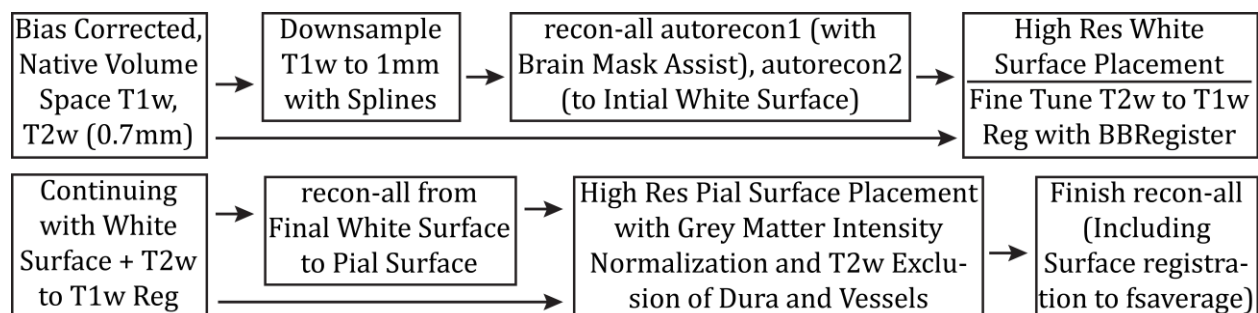 Bias Corrected,
Native Volume
Space T1w,
T2w (0.7mm)
Downsample
T1w to 1mm
with Splines
recon-all autorecon1 (with
Brain Mask Assist), autorecon2
(to Intial White Surface)
High Res White
Surface Placement
Fine Tune T2w to T1w
Reg with BBRegister
Continuing
with White
Surface + T2w
to T1w Reg
recon-all from
Final White Surface
to Pial Surface
High Res Pial Surface Placement
with Grey Matter Intensity
Normalization and T2w Exclu-
sion of Dura and Vessels
Finish recon-all
(Including
Surface registra-
tion to fsaverage)